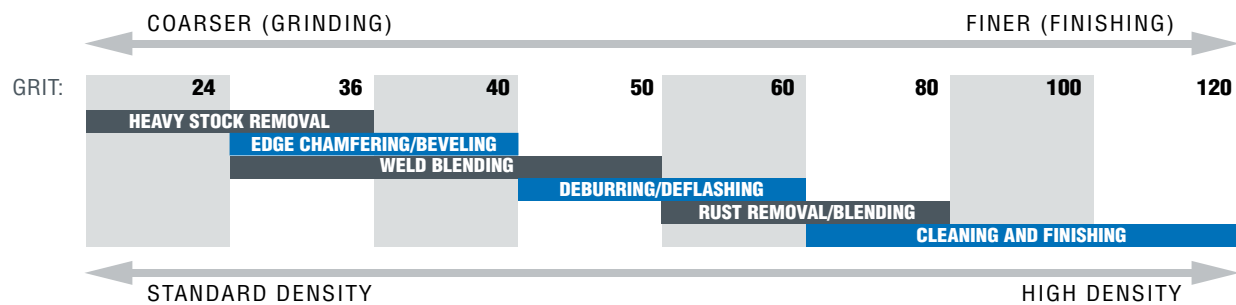 COARSER (GRINDING) FINER (FINISHING)
GRIT: 24 36 40 50 60 80 100 120
HEAVY STOCK REMOVAL
EDGE CHAMFERING/BEVELING
WELD BLENDING
DEBURRING/DEFLASHING
RUST REMOVAL/BLENDING
CLEANING AND FINISHING
STANDARD DENSITY HIGH DENSITY